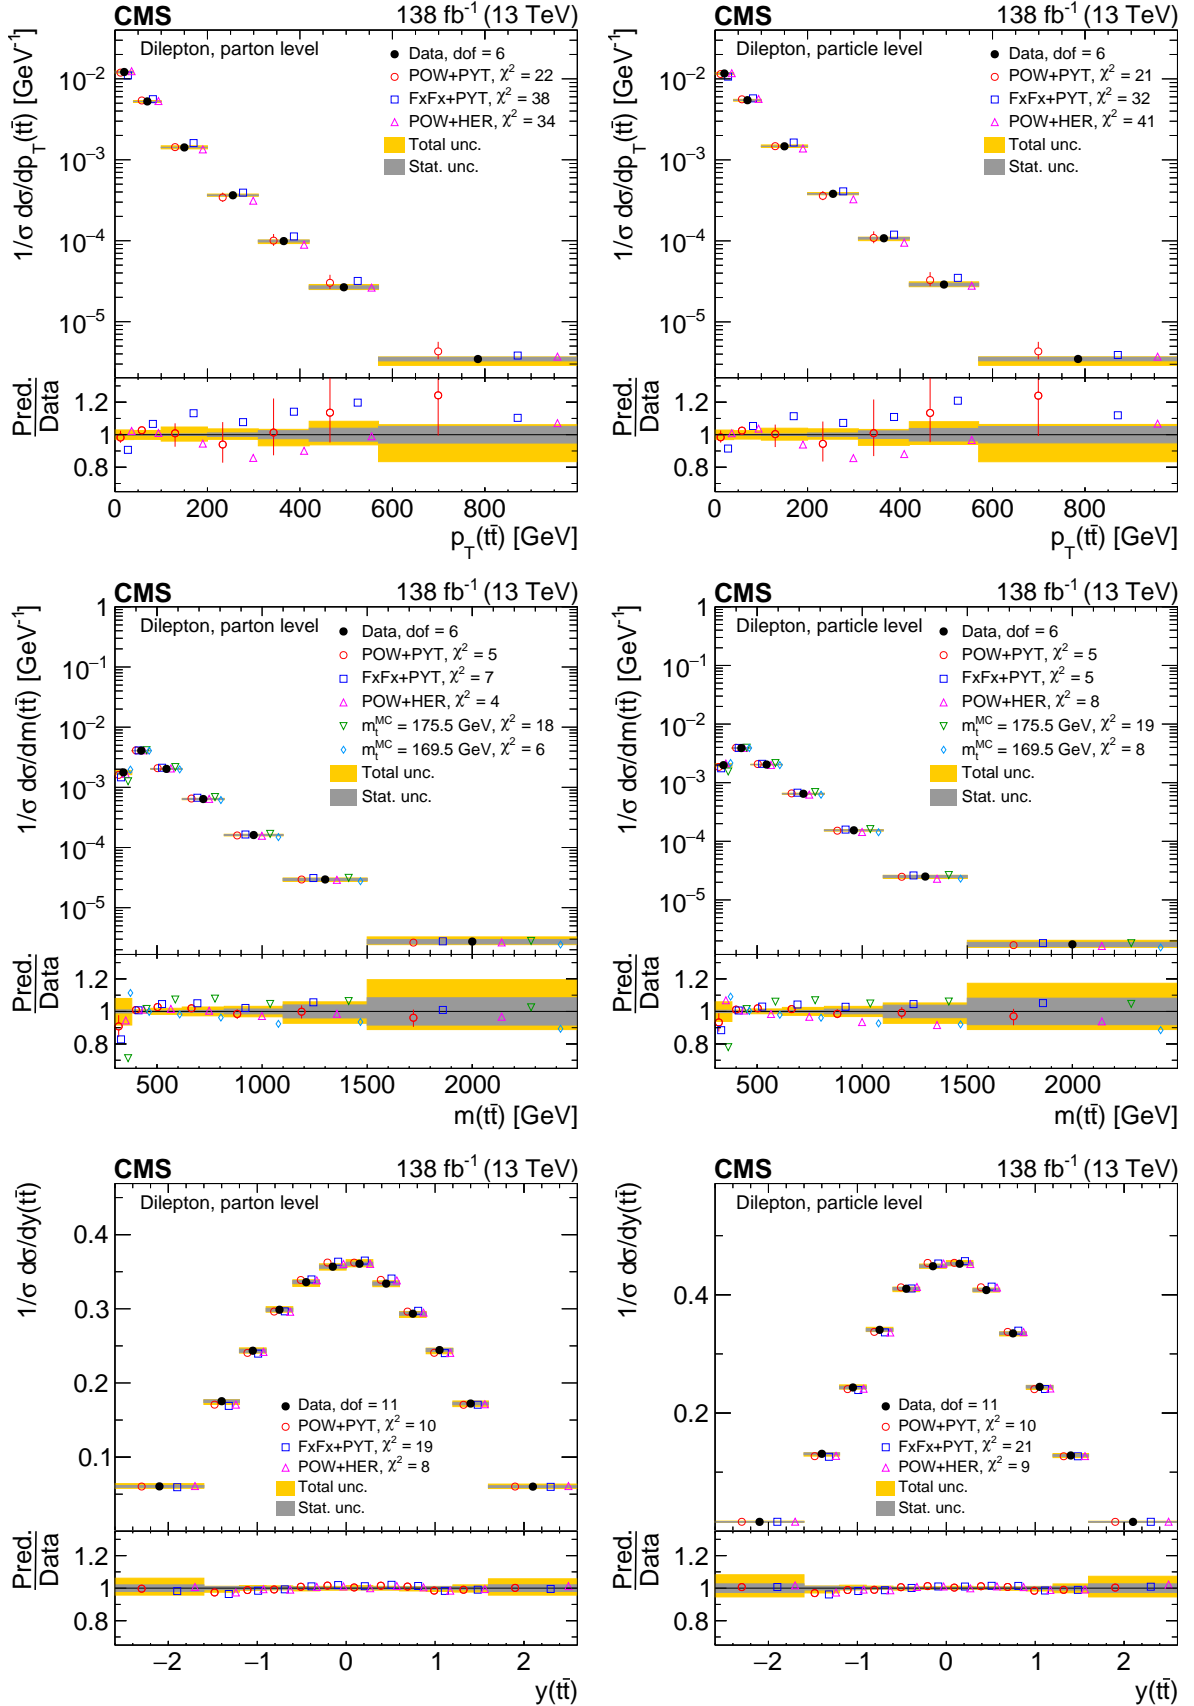 CMS 138 fb⁻¹ (13 TeV)
Dilepton, parton level
Data, dof = 6
POW+PYT, χ² = 22
FxFx+PYT, χ² = 38
POW+HER, χ² = 34
Total unc.
Stat. unc.
1/σ dσ/dp_T(tt̄) [GeV⁻¹]
10⁻²
10⁻³
10⁻⁴
10⁻⁵
Pred.
Data
1.2
1
0.8
0 200 400 600 800
p_T(tt̄) [GeV]
CMS 138 fb⁻¹ (13 TeV)
Dilepton, particle level
Data, dof = 6
POW+PYT, χ² = 21
FxFx+PYT, χ² = 32
POW+HER, χ² = 41
Total unc.
Stat. unc.
1/σ dσ/dp_T(tt̄) [GeV⁻¹]
10⁻²
10⁻³
10⁻⁴
10⁻⁵
Pred.
Data
1.2
1
0.8
0 200 400 600 800
p_T(tt̄) [GeV]
CMS 138 fb⁻¹ (13 TeV)
Dilepton, parton level
Data, dof = 6
POW+PYT, χ² = 5
FxFx+PYT, χ² = 7
POW+HER, χ² = 4
m_t^MC = 175.5 GeV, χ² = 18
m_t^MC = 169.5 GeV, χ² = 6
Total unc.
Stat. unc.
1/σ dσ/dm(tt̄) [GeV⁻¹]
1
10⁻¹
10⁻²
10⁻³
10⁻⁴
10⁻⁵
Pred.
Data
1.2
1
0.8
500 1000 1500 2000
m(tt̄) [GeV]
CMS 138 fb⁻¹ (13 TeV)
Dilepton, particle level
Data, dof = 6
POW+PYT, χ² = 5
FxFx+PYT, χ² = 5
POW+HER, χ² = 8
m_t^MC = 175.5 GeV, χ² = 19
m_t^MC = 169.5 GeV, χ² = 8
Total unc.
Stat. unc.
1/σ dσ/dm(tt̄) [GeV⁻¹]
1
10⁻¹
10⁻²
10⁻³
10⁻⁴
10⁻⁵
Pred.
Data
1.2
1
0.8
500 1000 1500 2000
m(tt̄) [GeV]
CMS 138 fb⁻¹ (13 TeV)
Dilepton, parton level
1/σ dσ/dy(tt̄)
0.4
0.3
0.2
0.1
Data, dof = 11
POW+PYT, χ² = 10
FxFx+PYT, χ² = 19
POW+HER, χ² = 8
Total unc.
Stat. unc.
Pred.
Data
1.2
1
0.8
−2 −1 0 1 2
y(tt̄)
CMS 138 fb⁻¹ (13 TeV)
Dilepton, particle level
1/σ dσ/dy(tt̄)
0.4
0.2
Data, dof = 11
POW+PYT, χ² = 10
FxFx+PYT, χ² = 21
POW+HER, χ² = 9
Total unc.
Stat. unc.
Pred.
Data
1.2
1
0.8
−2 −1 0 1 2
y(tt̄)